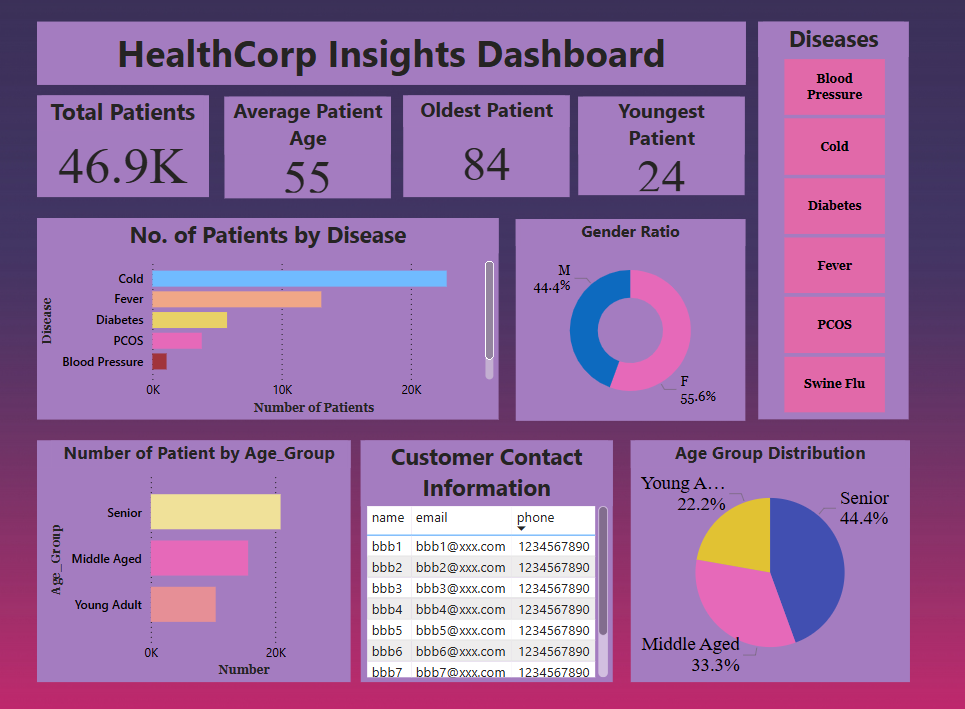 HealthCorp Insights Dashboard
Total Patients
46.9K
Average Patient
Age
55
Oldest Patient
84
Youngest
Patient
24
Diseases
Blood
Pressure
Cold
Diabetes
Fever
PCOS
Swine Flu
No. of Patients by Disease
Disease
Cold
Fever
Diabetes
PCOS
Blood Pressure
0K 10K 20K
Number of Patients
Gender Ratio
M
44.4%
F
55.6%
Number of Patient by Age_Group
Age_Group
Senior
Middle Aged
Young Adult
0K 20K
Number
Customer Contact
Information
name email phone
bbb1 bbb1@xxx.com 1234567890
bbb2 bbb2@xxx.com 1234567890
bbb3 bbb3@xxx.com 1234567890
bbb4 bbb4@xxx.com 1234567890
bbb5 bbb5@xxx.com 1234567890
bbb6 bbb6@xxx.com 1234567890
bbb7 bbb7@xxx.com 1234567890
Age Group Distribution
Young A...
22.2%
Senior
44.4%
Middle Aged
33.3%